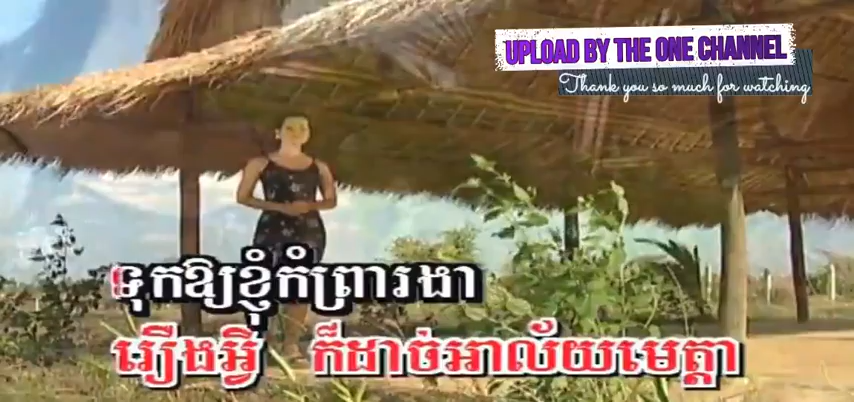 UPLOAD BY THE ONE CHANNEL
Thank you so much for watching
ទុកឱ្យខ្ញុំកំព្រារងា
រឿងអ្វី ក៏ដាច់អាល័យមេត្តា